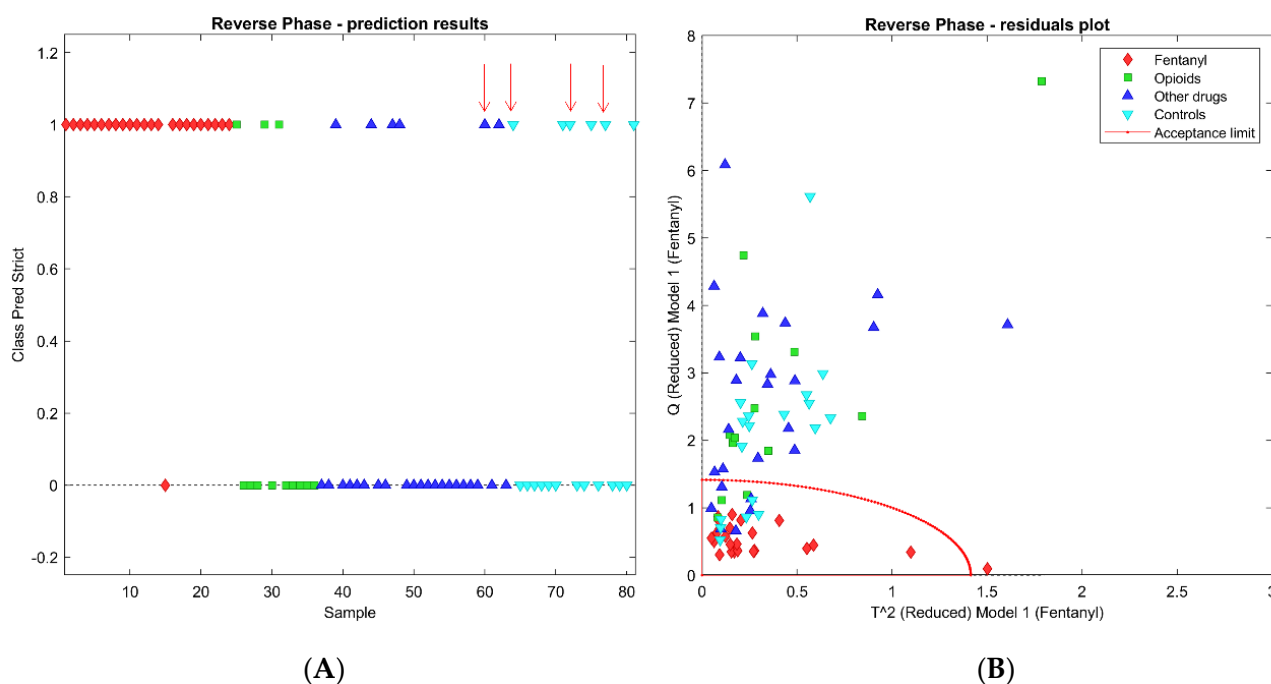 Reverse Phase - prediction results
1.2
1
0.8
0.6
0.4
0.2
0
-0.2
Class Pred Strict
10 20 30 40 50 60 70 80
Sample
(A)
Reverse Phase - residuals plot
Fentanyl
Opioids
Other drugs
Controls
Acceptance limit
8
7
6
5
4
3
2
1
0
Q (Reduced) Model 1 (Fentanyl)
0 0.5 1 1.5 2 2.5 3
T^2 (Reduced) Model 1 (Fentanyl)
(B)